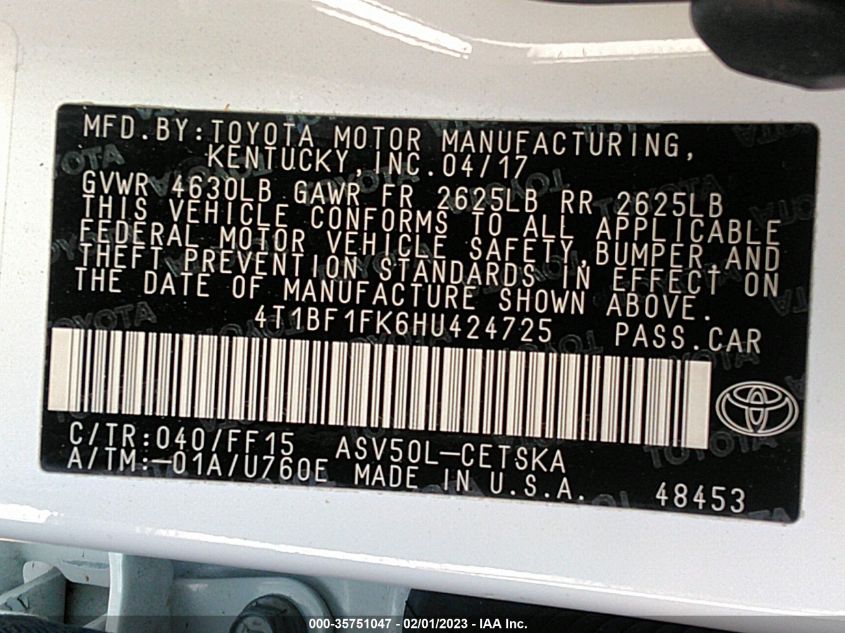 MFD.BY:TOYOTA MOTOR MANUFACTURING,
KENTUCKY,INC.04/17
GVWR 4630LB GAWR FR 2625LB RR 2625LB
THIS VEHICLE CONFORMS TO ALL APPLICABLE
FEDERAL MOTOR VEHICLE SAFETY,BUMPER,AND
THEFT PREVENTION STANDARDS IN EFFECT ON
THE DATE OF MANUFACTURE SHOWN ABOVE.
4T1BF1FK6HU424725 PASS.CAR
C/TR:040/FF15 ASV50L-CETSKA
A/TM:-01A/U760E MADE IN U.S.A. 48453
000-35751047 - 02/01/2023 - IAA Inc.